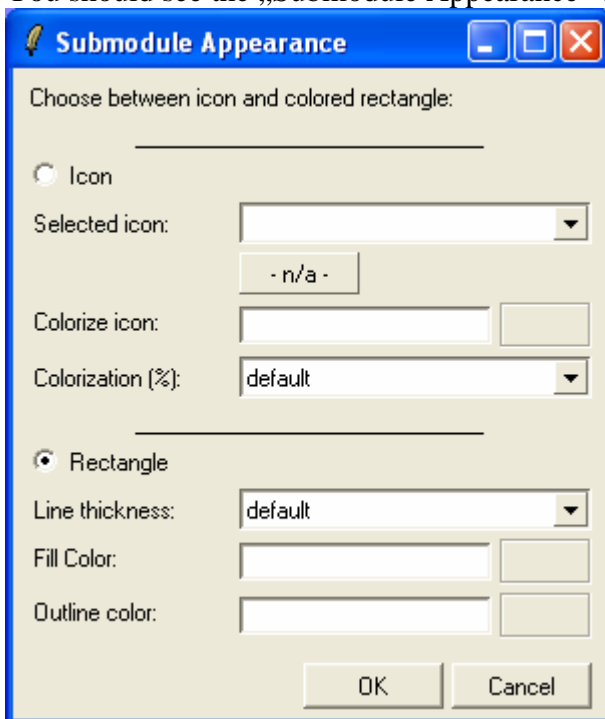 You should see the „Submodule Appearance"
Submodule Appearance
Choose between icon and colored rectangle:
Icon
Selected icon:
- n/a -
Colorize icon:
Colorization (%): default
Rectangle
Line thickness: default
Fill Color:
Outline color:
OK Cancel